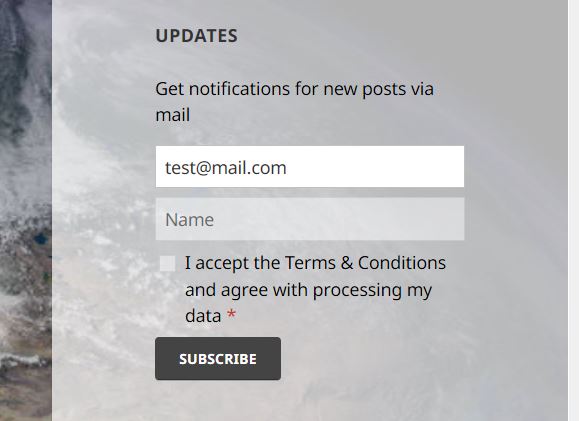 UPDATES
Get notifications for new posts via
mail
test@mail.com
Name
I accept the Terms & Conditions
and agree with processing my
data *
SUBSCRIBE